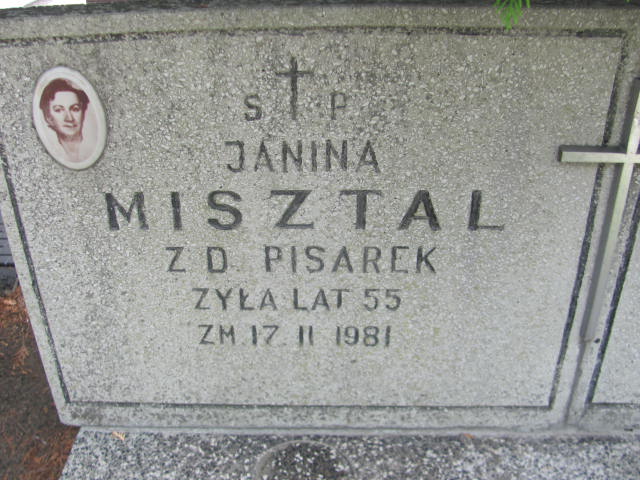 S P
JANINA
MISZTAL
Z D. PISAREK
ŻYŁA LAT 55
ZM. 17. II 1981